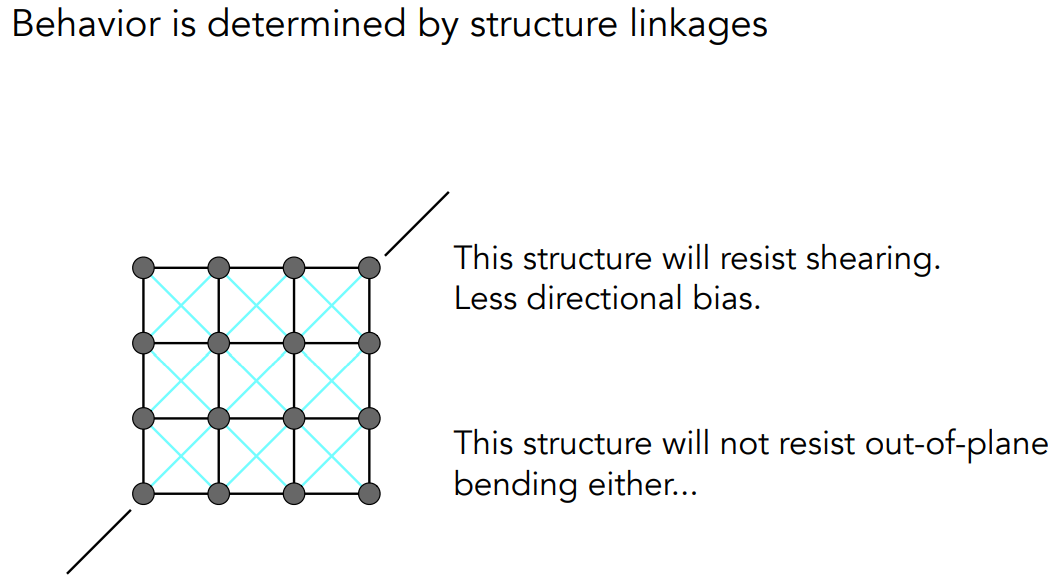 Behavior is determined by structure linkages
This structure will resist shearing.
Less directional bias.
This structure will not resist out-of-plane
bending either...